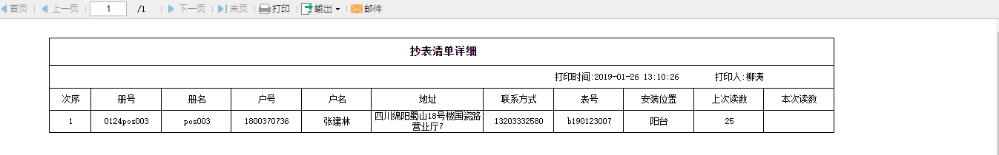 首页 上一页 1 /1 下一页 末页 打印 输出 邮件
抄表清单详细
打印时间:2019-01-26 13:10:26 打印人:柳涛
次序 册号 册名 户号 户名 地址 联系方式 表号 安装位置 上次读数 本次读数
1 0124pos003 pos003 1800370736 张建林 四川绵阳蜀山18号楼国瓷路 13203332580 b190123007 阳台 25
营业厅7